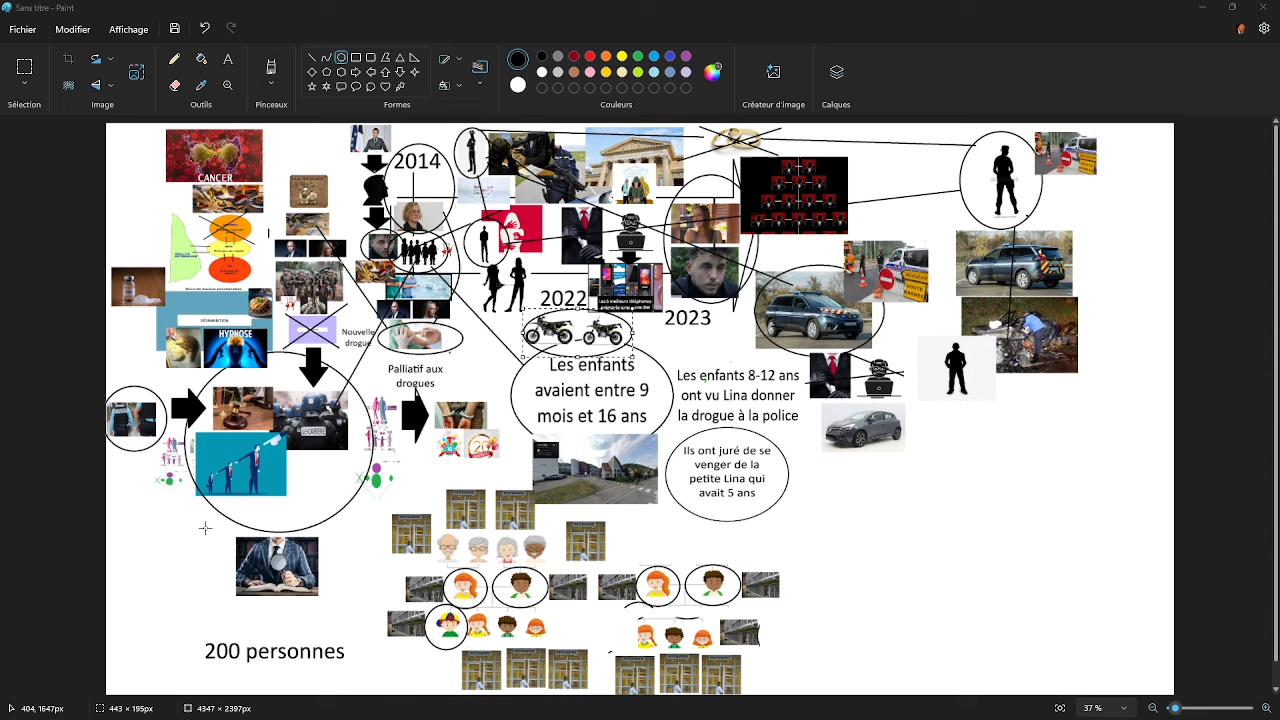 Sans titre - Paint
Fichier Modifier Affichage
Sélection Image Outils Pinceaux Formes Couleurs Créateur d'image Calques
CANCER
2014
HYPNOSE
Nouvelle
drogue
Palliatif aux
drogues
2022
2023
Les enfants
avaient entre 9
mois et 16 ans
Les enfants 8-12 ans
ont vu Lina donner
la drogue à la police
Ils ont juré de se
venger de la
petite Lina qui
avait 5 ans
ROUTE
200 personnes
404, 1647px 443 × 195px 4347 × 2397px 37 %